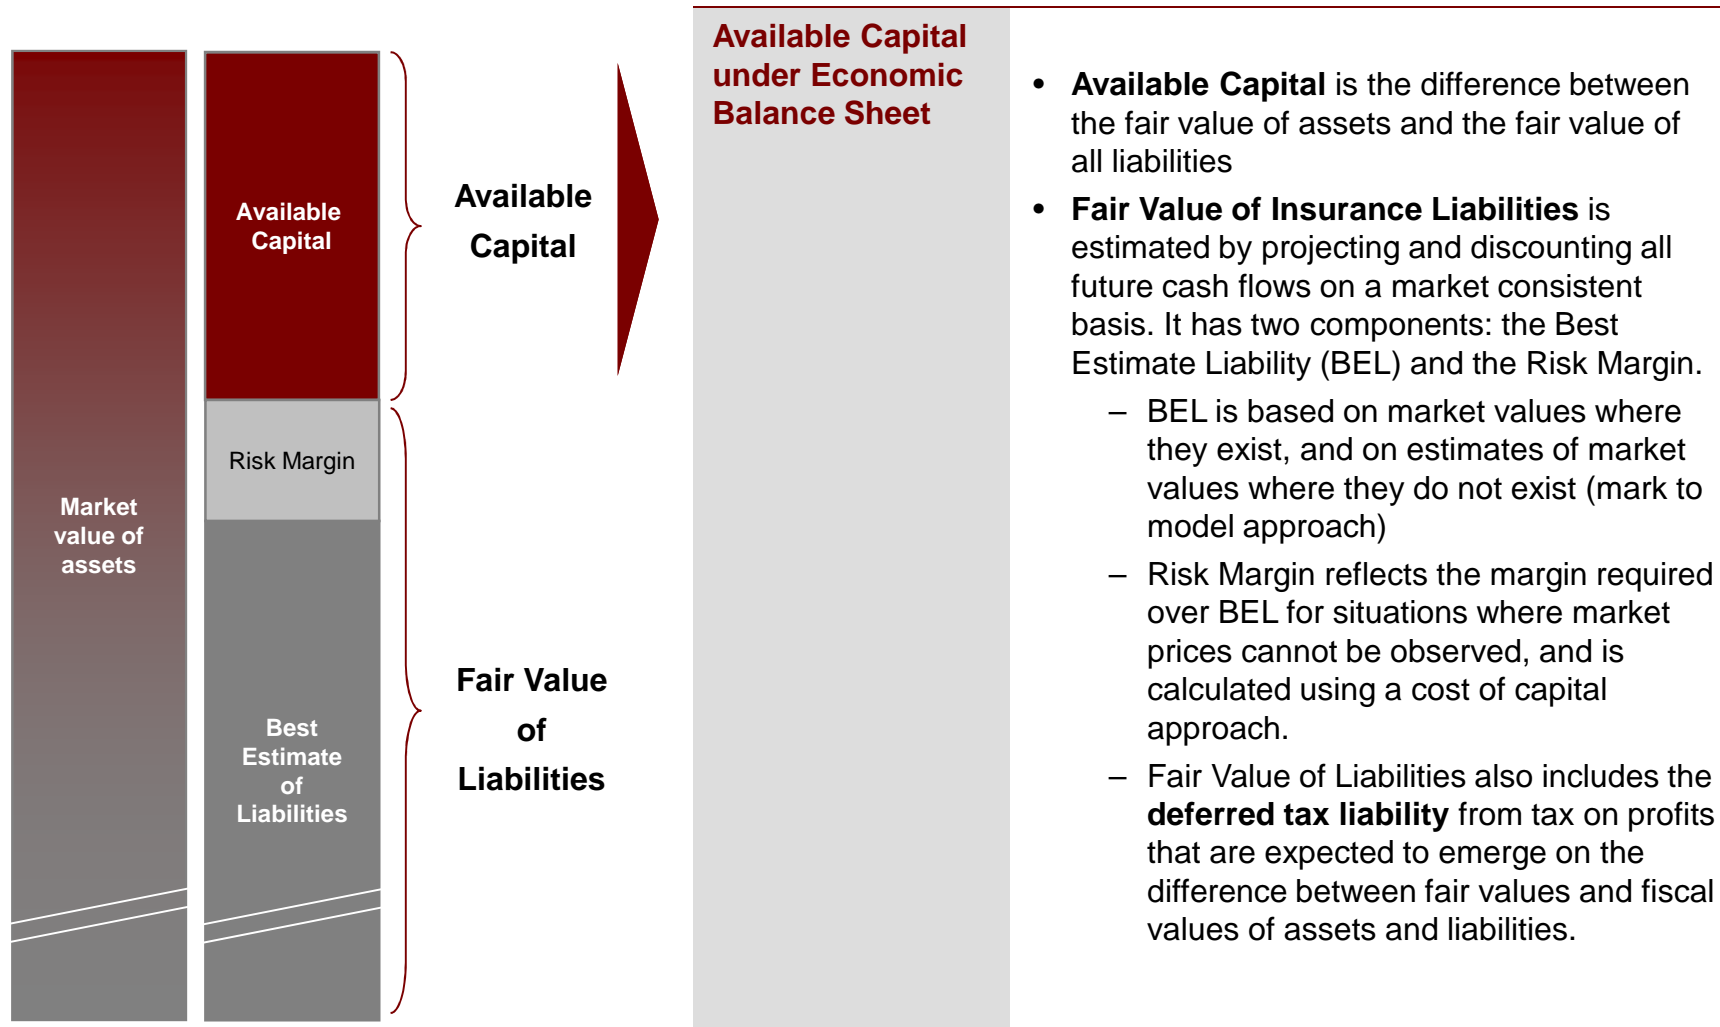 Market
value of
assets
Available
Capital
Risk Margin
Best
Estimate
of
Liabilities
Available
Capital
Fair Value
of
Liabilities
Available Capital
under Economic
Balance Sheet
• Available Capital is the difference between
the fair value of assets and the fair value of
all liabilities
• Fair Value of Insurance Liabilities is
estimated by projecting and discounting all
future cash flows on a market consistent
basis. It has two components: the Best
Estimate Liability (BEL) and the Risk Margin.
– BEL is based on market values where
they exist, and on estimates of market
values where they do not exist (mark to
model approach)
– Risk Margin reflects the margin required
over BEL for situations where market
prices cannot be observed, and is
calculated using a cost of capital
approach.
– Fair Value of Liabilities also includes the
deferred tax liability from tax on profits
that are expected to emerge on the
difference between fair values and fiscal
values of assets and liabilities.